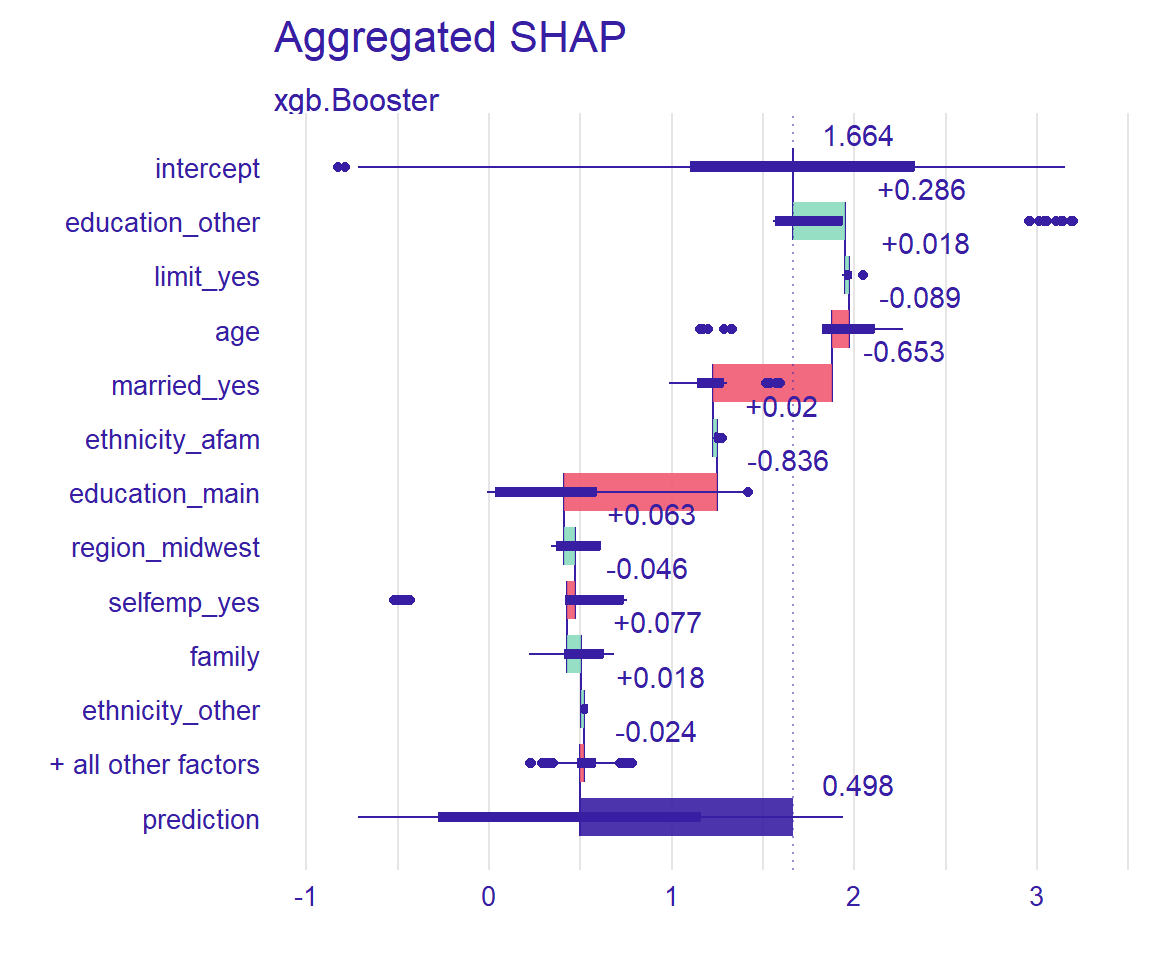 Aggregated SHAP
xgb.Booster
1.664
intercept
+0.286
education_other
+0.018
limit_yes
-0.089
age
-0.653
married_yes
+0.02
ethnicity_afam
-0.836
education_main
+0.063
region_midwest
-0.046
selfemp_yes
+0.077
family
+0.018
ethnicity_other
-0.024
+ all other factors
0.498
prediction
-1 0 1 2 3